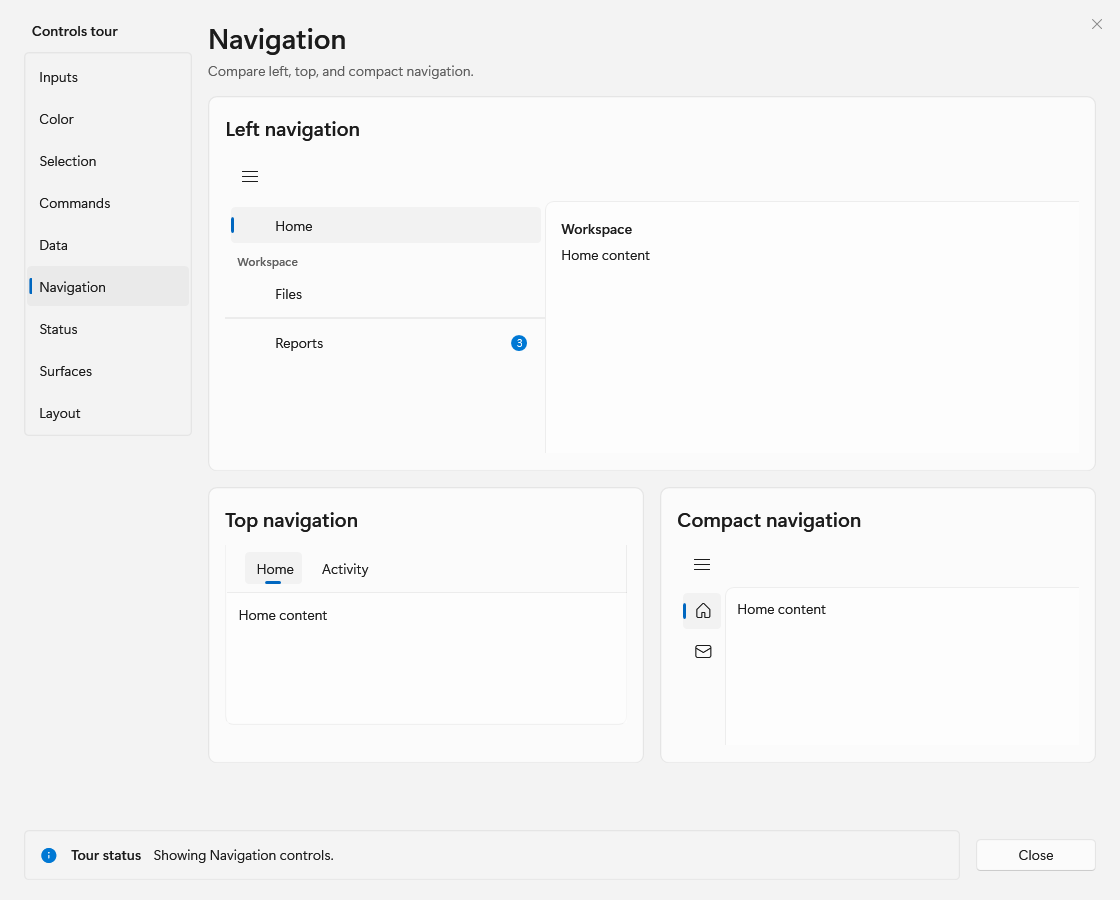 Controls tour
Inputs
Color
Selection
Commands
Data
Navigation
Status
Surfaces
Layout
Navigation
Compare left, top, and compact navigation.
Left navigation
Home
Workspace
Files
Reports
3
Workspace
Home content
Top navigation
Home
Activity
Home content
Compact navigation
Home content
Tour status
Showing Navigation controls.
Close